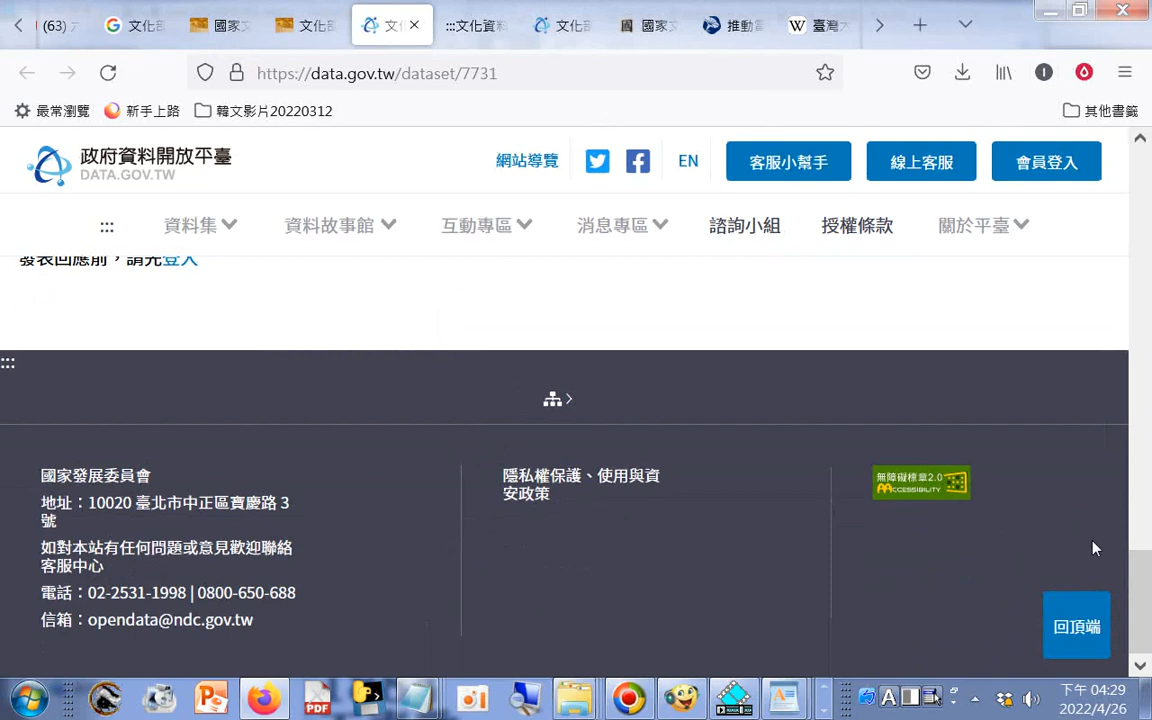 (63)
文化部
國家文
文化部
文化
:::文化資料
文化部
國家文
推動
W 臺灣大
https://data.gov.tw/dataset/7731
最常瀏覽 新手上路 韓文影片20220312 其他書籤
政府資料開放平臺
DATA.GOV.TW
網站導覽 EN 客服小幫手 線上客服 會員登入
::: 資料集 資料故事館 互動專區 消息專區 諮詢小組 授權條款 關於平臺
發表回應前，請先登入
:::
國家發展委員會
地址：10020 臺北市中正區寶慶路 3
號
如對本站有任何問題或意見歡迎聯絡
客服中心
電話：02-2531-1998 | 0800-650-688
信箱：opendata@ndc.gov.tw
隱私權保護、使用與資
安政策
無障礙標章2.0
ACCESSIBILITY
回頂端
PDF
A
下午 04:29
2022/4/26